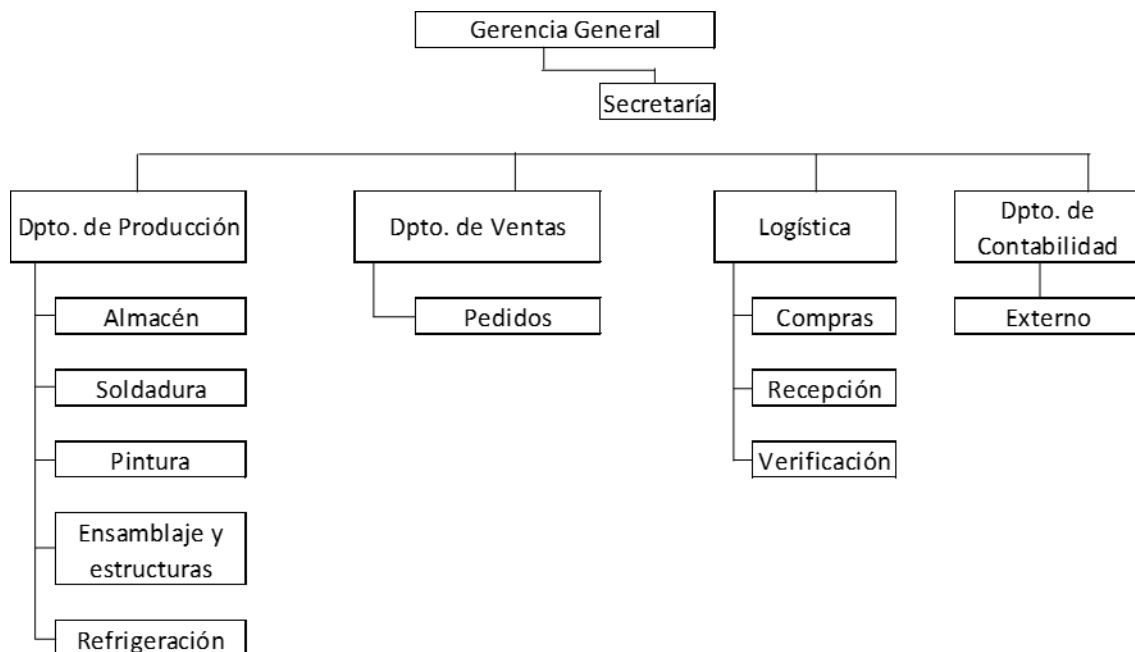 Gerencia General
Secretaría
Dpto. de Producción
Dpto. de Ventas
Logística
Dpto. de
Contabilidad
Almacén
Pedidos
Compras
Externo
Soldadura
Recepción
Pintura
Verificación
Ensamblaje y
estructuras
Refrigeración